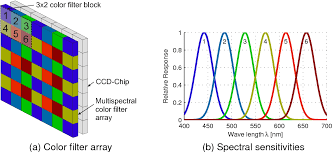 3x2 color filter block
1 2 3
4 5 6
CCD-Chip
Multispectral
color filter
array
(a) Color filter array
Relative Response
1
0.8
0.6
0.4
0.2
0
1 2 3 4 5 6
400 450 500 550 600 650 700
Wave length λ [nm]
(b) Spectral sensitivities